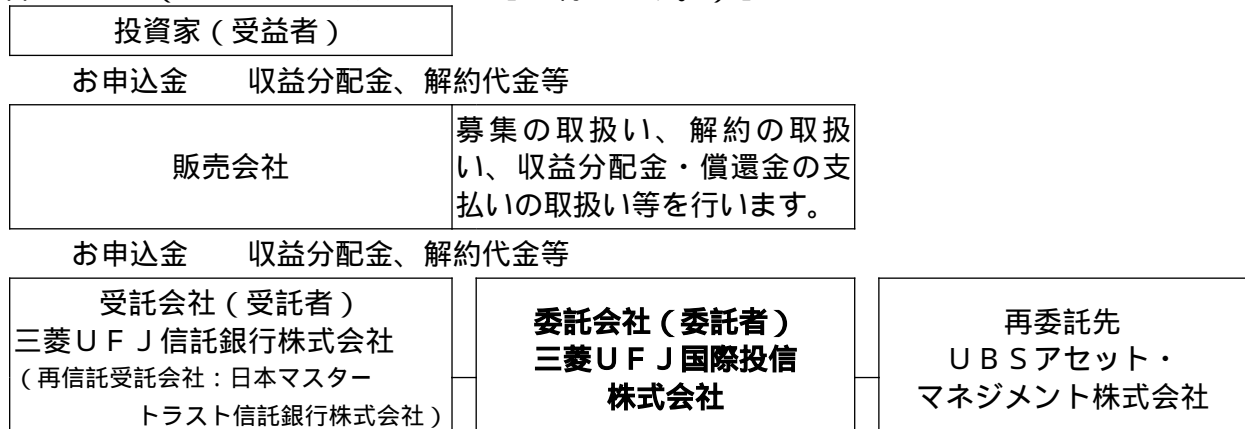 投資家(受益者)
お申込金　　収益分配金、解約代金等
販売会社
募集の取扱い、解約の取扱
い、収益分配金・償還金の支
払いの取扱い等を行います。
お申込金　　収益分配金、解約代金等
受託会社(受託者)
三菱UFJ信託銀行株式会社
(再信託受託会社:日本マスター
トラスト信託銀行株式会社)
委託会社(委託者)
三菱UFJ国際投信
株式会社
再委託先
UBSアセット・
マネジメント株式会社